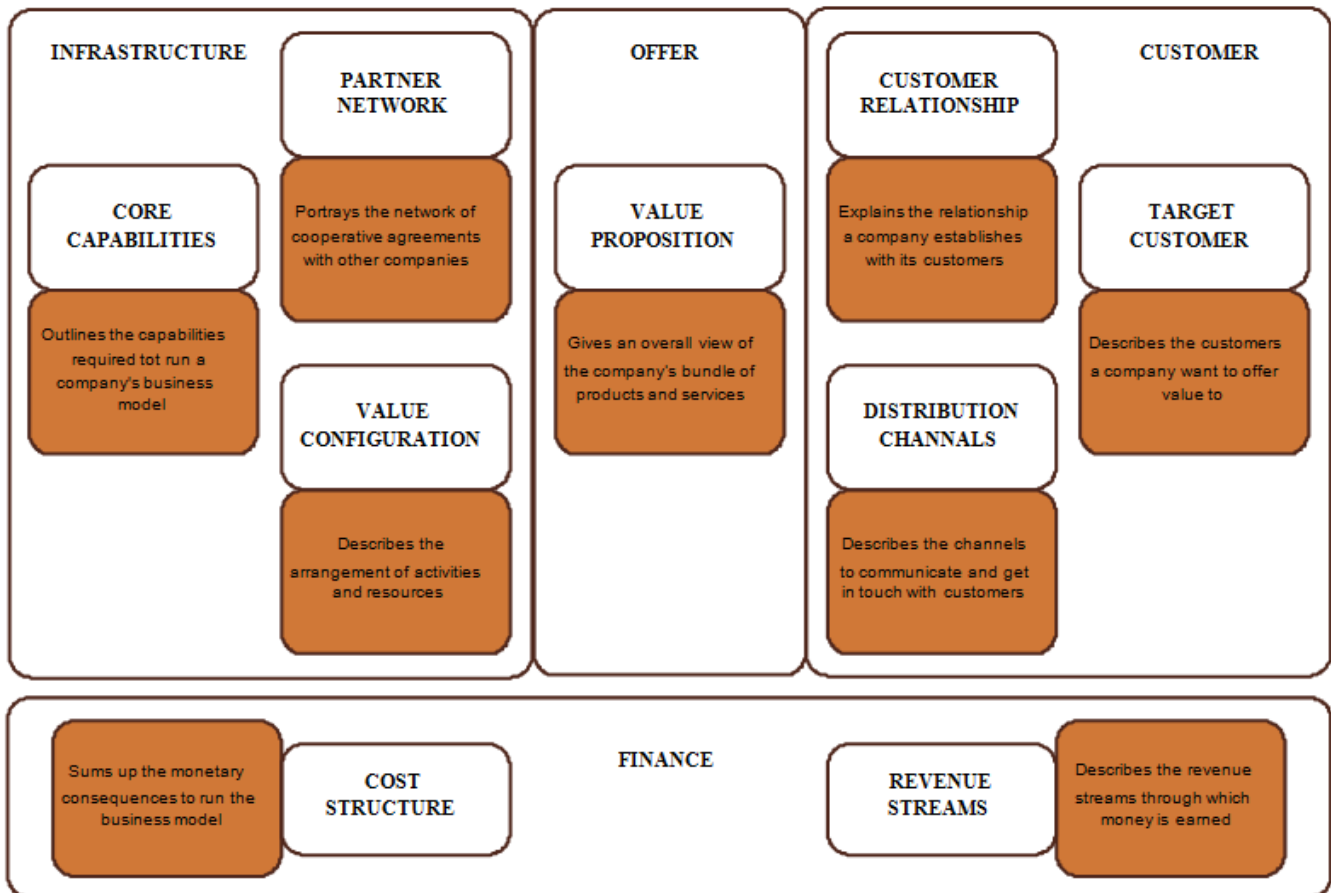 INFRASTRUCTURE
PARTNER
NETWORK
Portrays the network of
cooperative agreements
with other companies
CORE
CAPABILITIES
Outlines the capabilities
required tot run a
company's business
model
VALUE
CONFIGURATION
Describes the
arrangement of activities
and resources
OFFER
VALUE
PROPOSITION
Gives an overall view of
the company's bundle of
products and services
CUSTOMER
CUSTOMER
RELATIONSHIP
Explains the relationship
a company establishes
with its customers
TARGET
CUSTOMER
Describes the customers
a company want to offer
value to
DISTRIBUTION
CHANNELS
Describes the channels
to communicate and get
in touch with customers
FINANCE
Sums up the monetary
consequences to run the
business model
COST
STRUCTURE
REVENUE
STREAMS
Describes the revenue
streams through which
money is earned